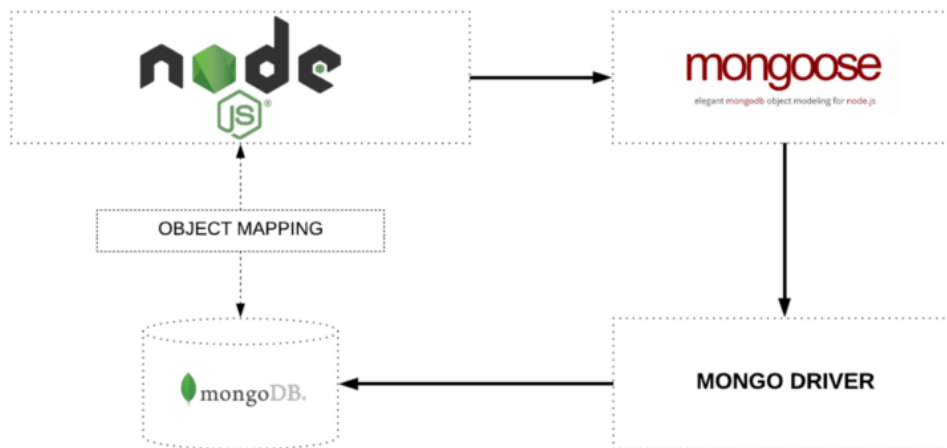 node
JS®
mongoose
elegant mongodb object modeling for node.js
OBJECT MAPPING
mongoDB.
MONGO DRIVER